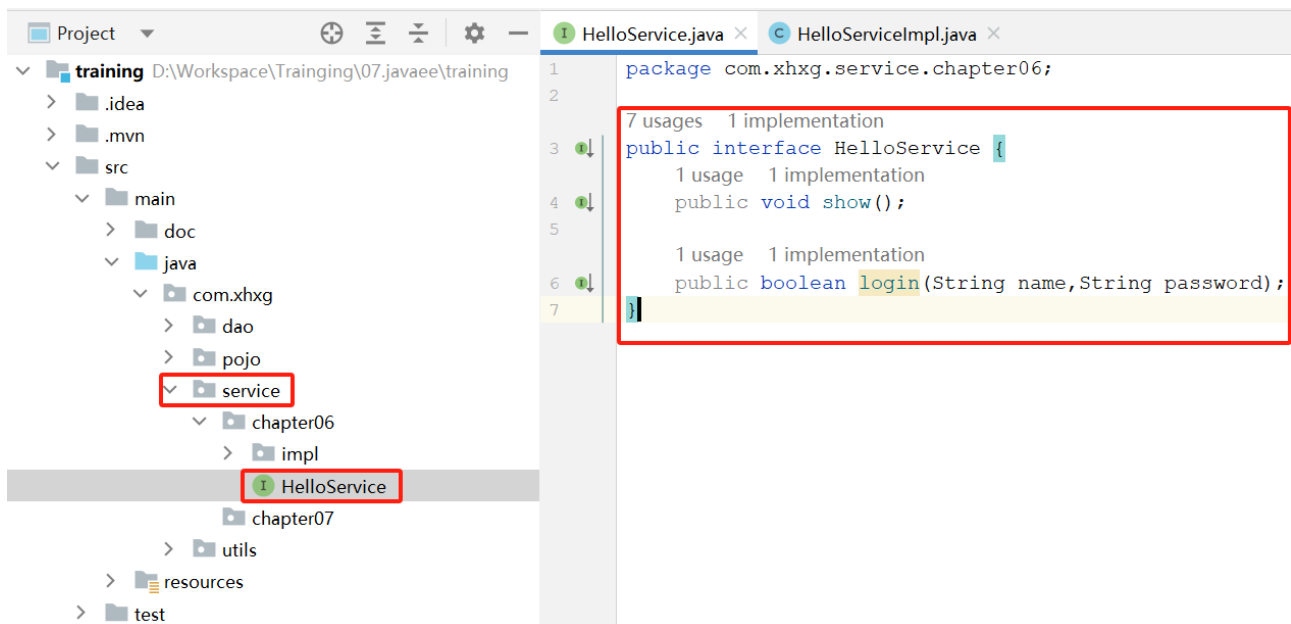 Project
training D:\Workspace\Trainging\07.javaee\training
.idea
.mvn
src
main
doc
java
com.xhxg
dao
pojo
service
chapter06
impl
I HelloService
chapter07
utils
resources
test
I HelloService.java
C HelloServiceImpl.java
1 package com.xhxg.service.chapter06;
2
7 usages 1 implementation
3 I public interface HelloService {
1 usage 1 implementation
4 I public void show();
5
1 usage 1 implementation
6 I public boolean login(String name,String password);
7 }